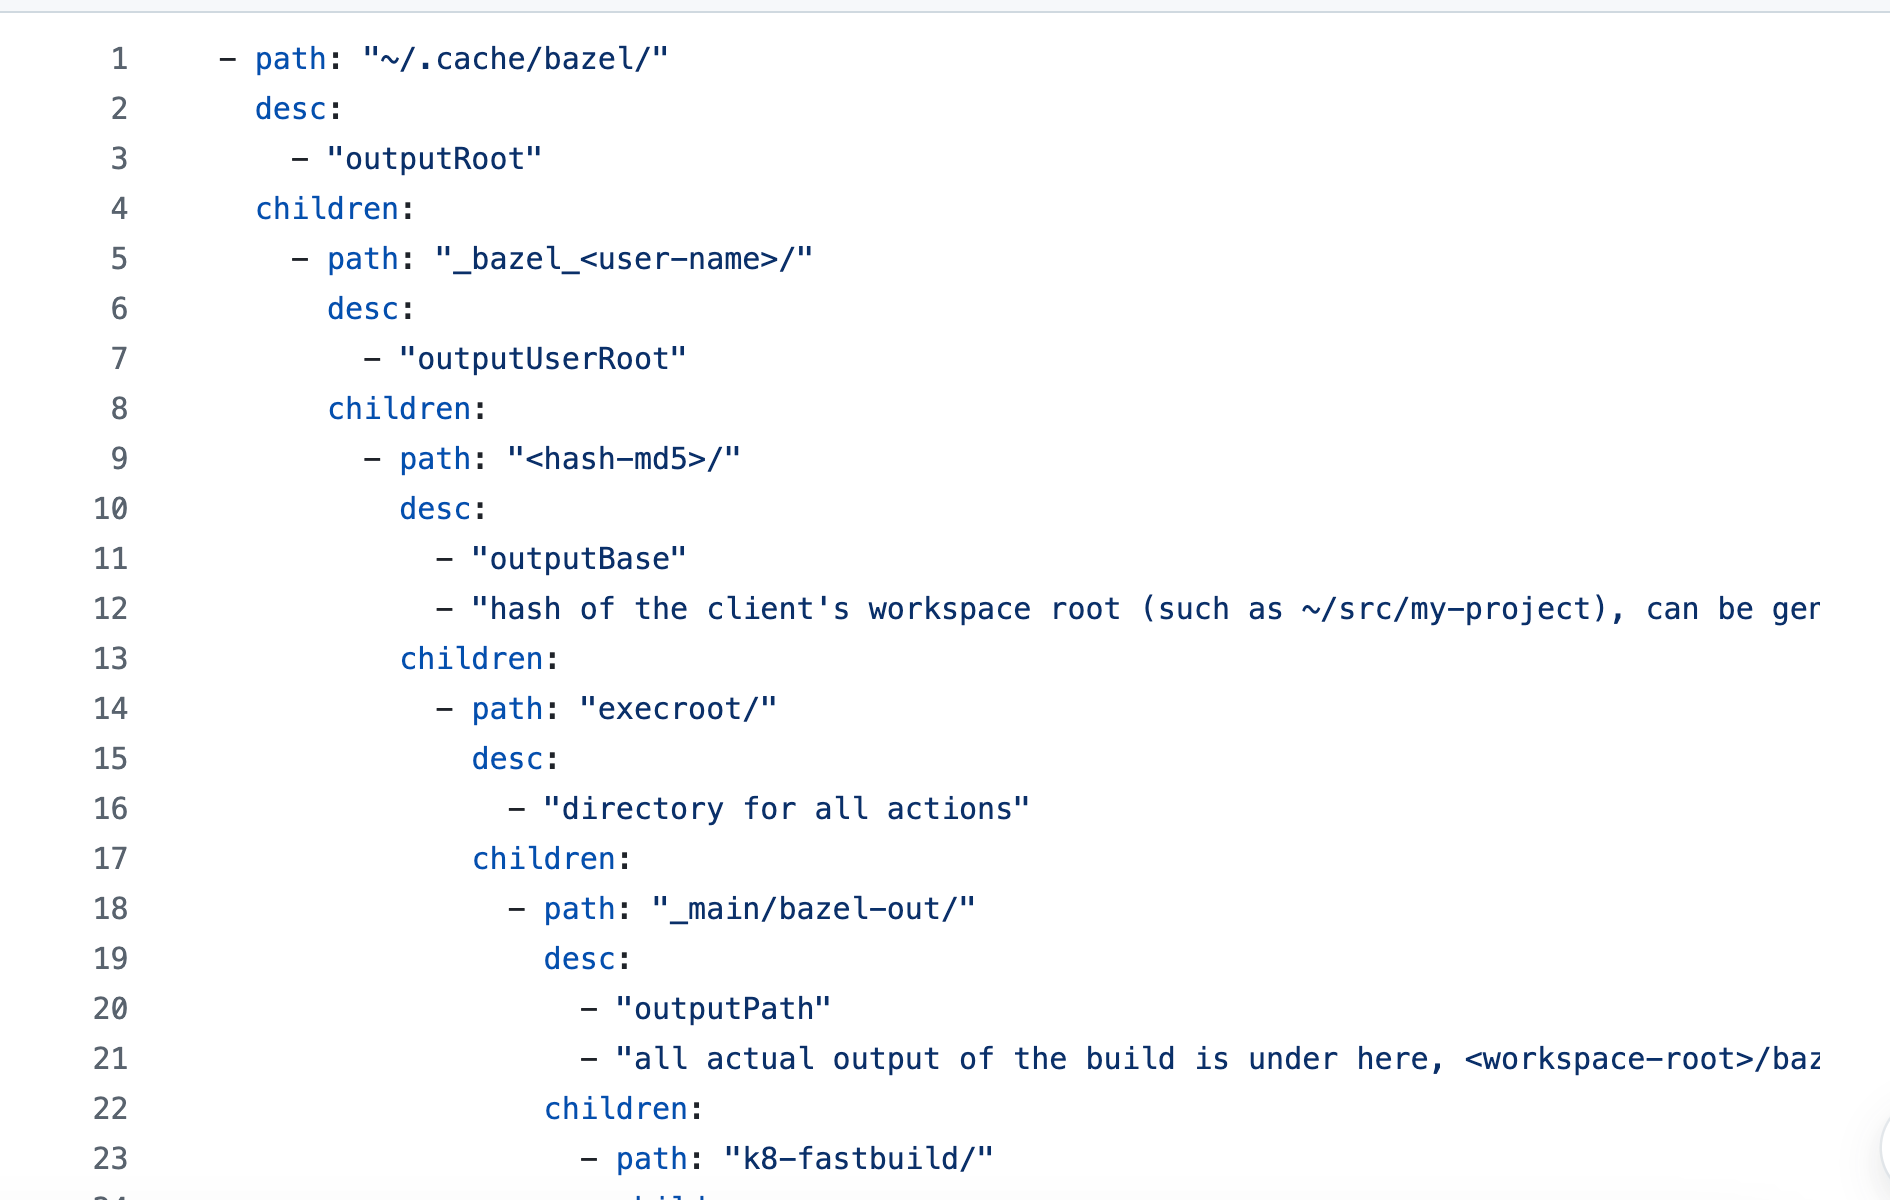 1 - path: "~/.cache/bazel/"
2 desc:
3 - "outputRoot"
4 children:
5 - path: "_bazel_<user-name>/"
6 desc:
7 - "outputUserRoot"
8 children:
9 - path: "<hash-md5>/"
10 desc:
11 - "outputBase"
12 - "hash of the client's workspace root (such as ~/src/my-project), can be
13 children:
14 - path: "execroot/"
15 desc:
16 - "directory for all actions"
17 children:
18 - path: "_main/bazel-out/"
19 desc:
20 - "outputPath"
21 - "all actual output of the build is under here, <workspace-root>/baz
22 children:
23 - path: "k8-fastbuild/"